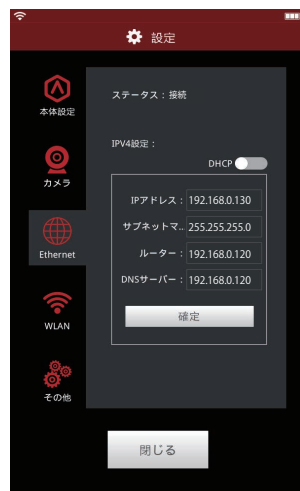 設定
本体設定
カメラ
Ethernet
WLAN
その他
ステータス：接続
IPV4設定：
DHCP
IPアドレス： 192.168.0.130
サブネットマ... 255.255.255.0
ルーター： 192.168.0.120
DNSサーバー： 192.168.0.120
確定
閉じる